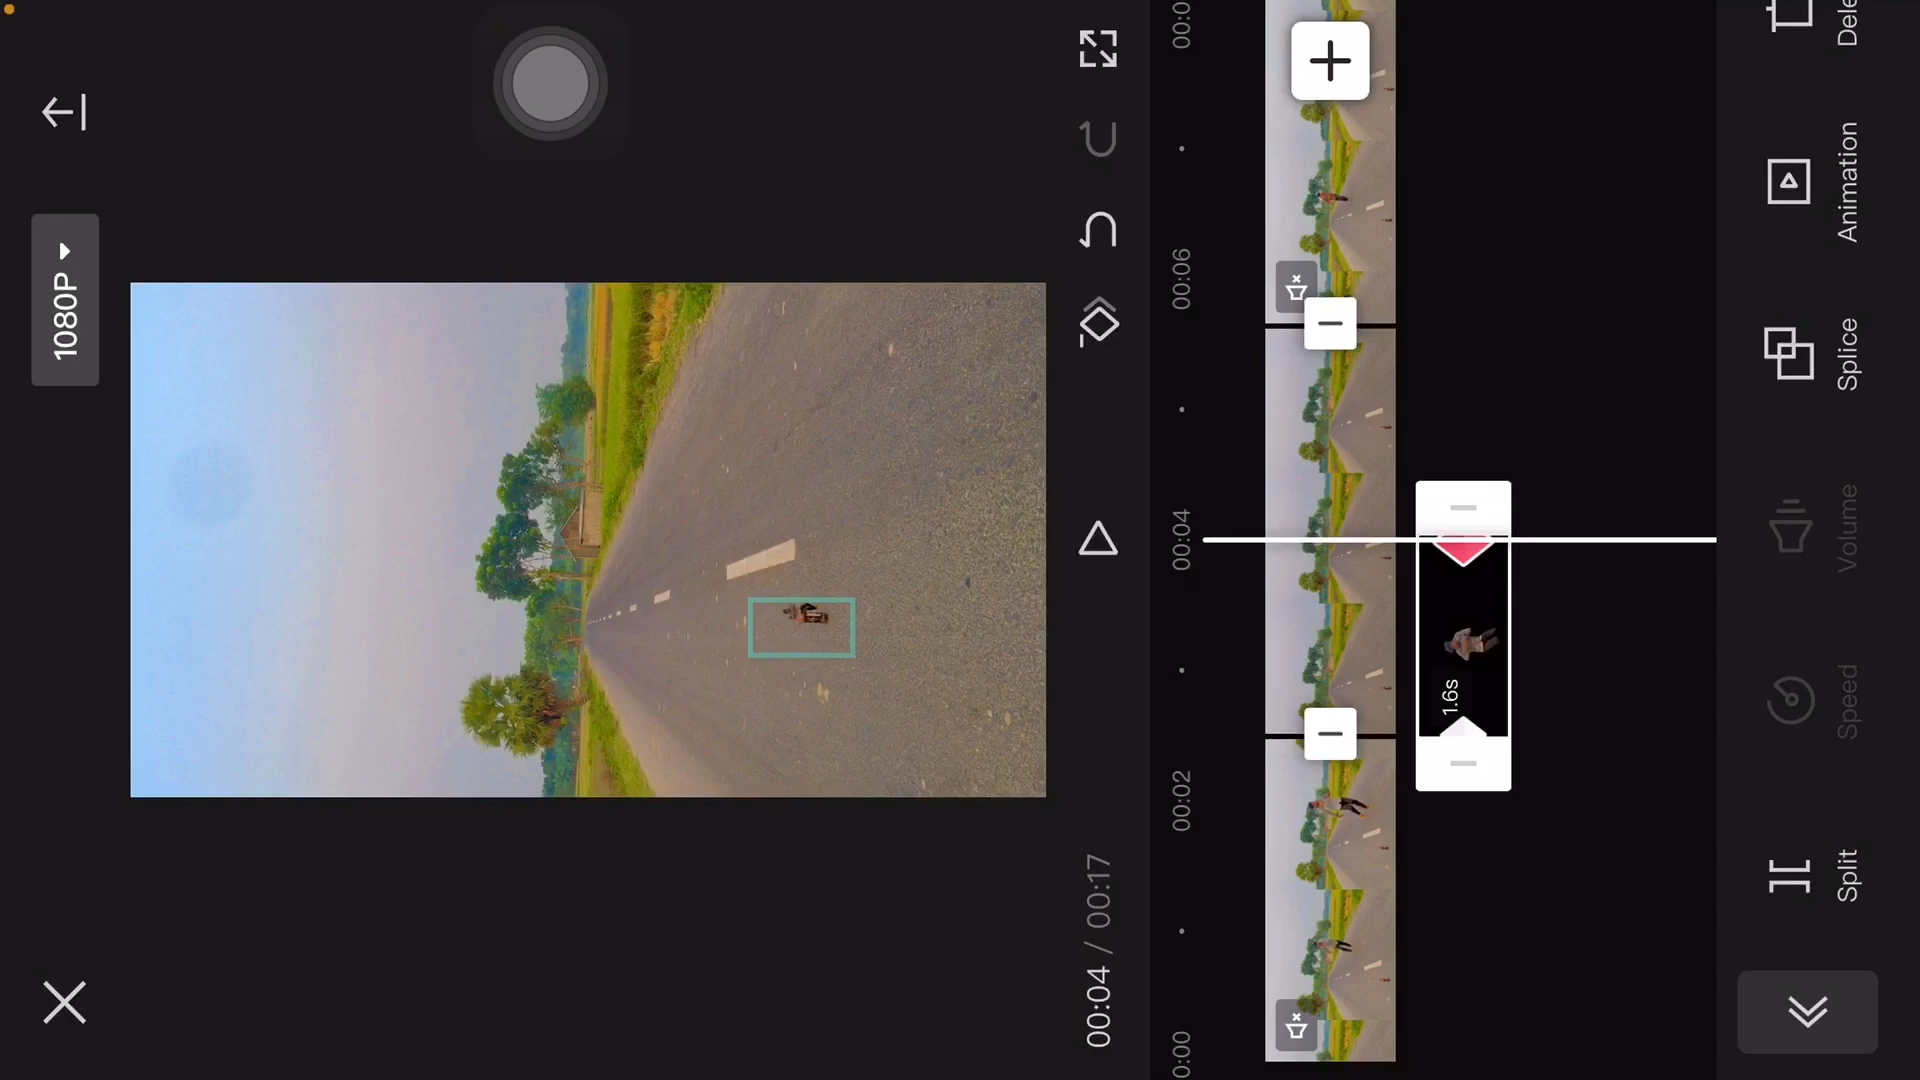 1080P
00:04 / 00:17
0:00
00:02
00:04
00:06
00:0
1.6s
Split
Speed
Volume
Splice
Animation
Dele